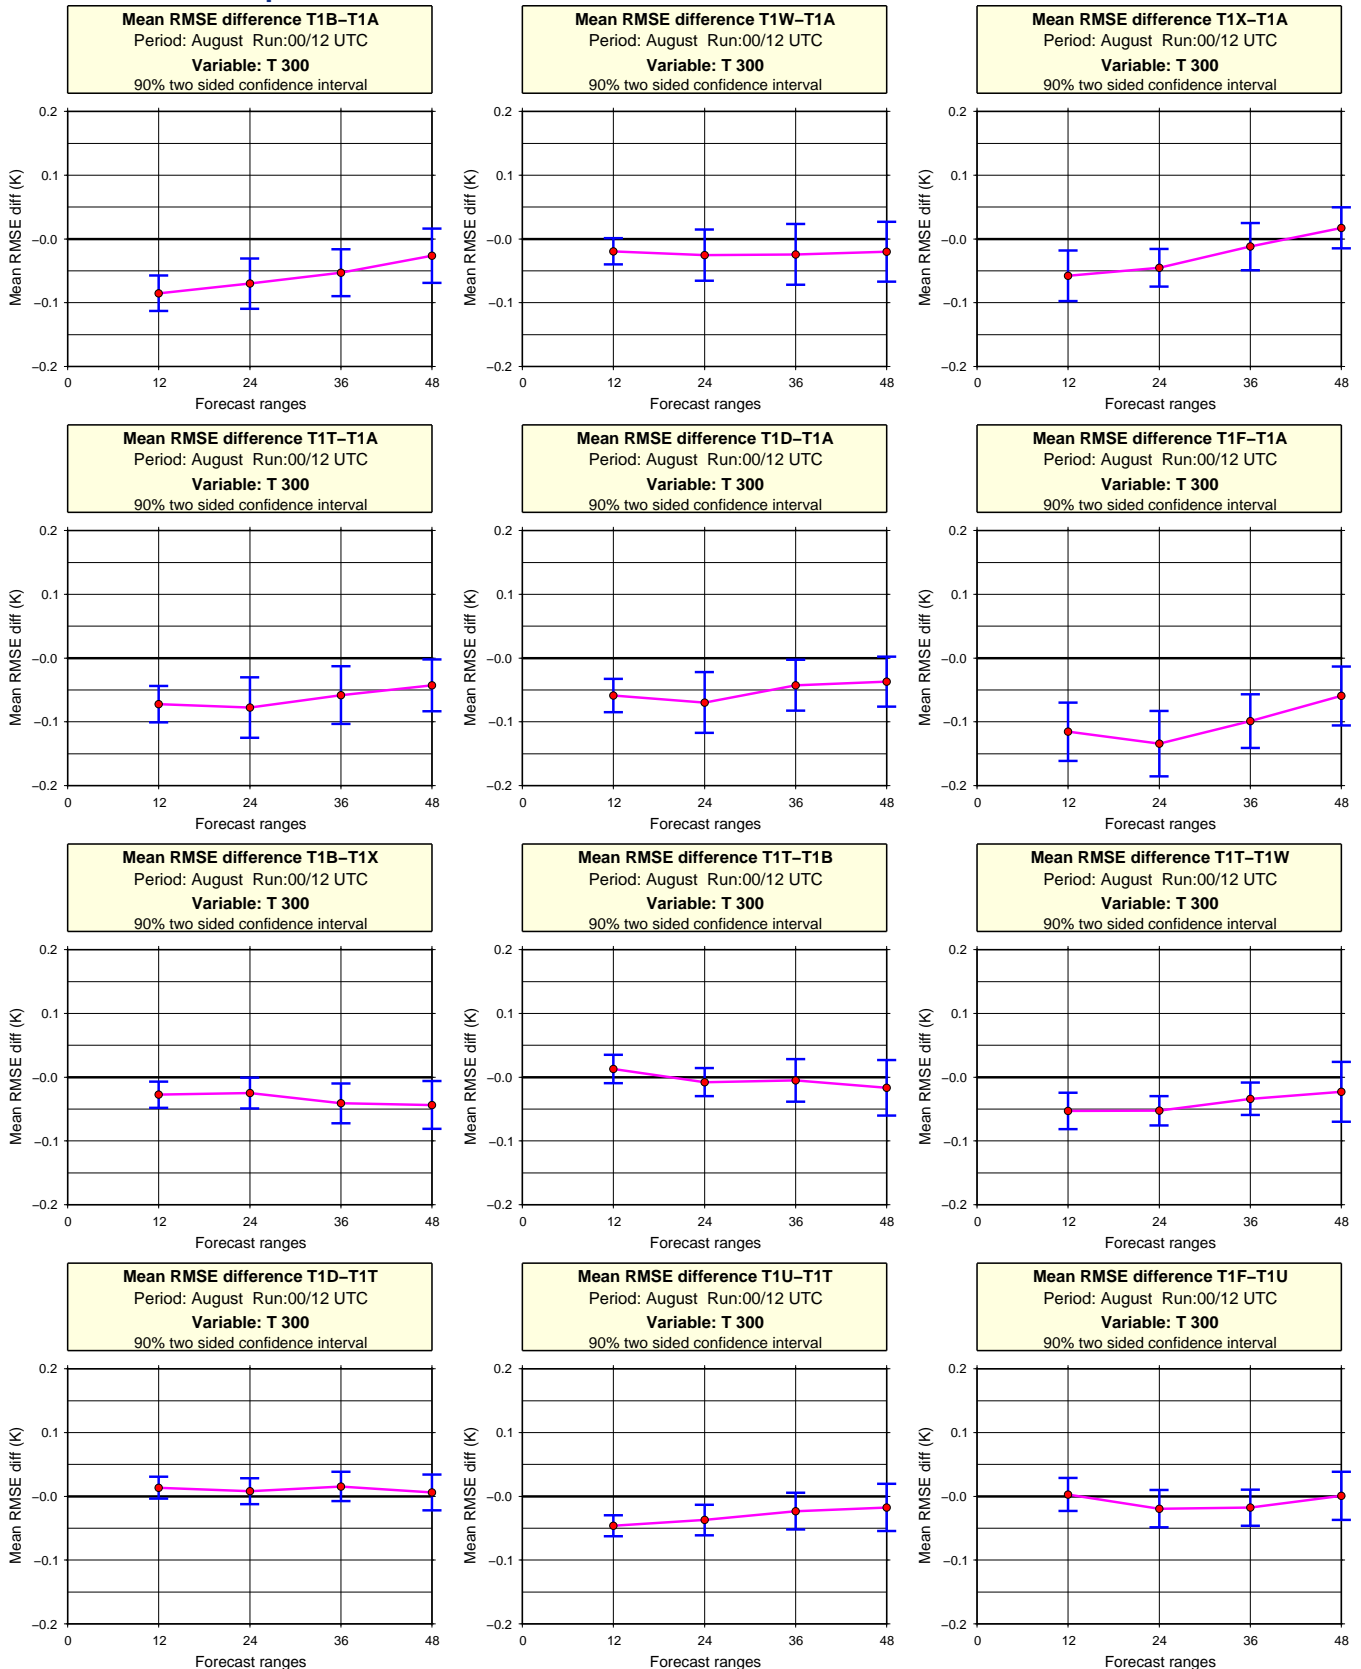 Mean RMSE difference T1B–T1A
Period: August  Run:00/12 UTC
Variable: T 300
90% two sided confidence interval
Mean RMSE diff (K)
0.2
0.1
–0.0
–0.1
–0.2
0 12 24 36 48
Forecast ranges
Mean RMSE difference T1W–T1A
Period: August  Run:00/12 UTC
Variable: T 300
90% two sided confidence interval
Mean RMSE diff (K)
0.2
0.1
–0.0
–0.1
–0.2
0 12 24 36 48
Forecast ranges
Mean RMSE difference T1X–T1A
Period: August  Run:00/12 UTC
Variable: T 300
90% two sided confidence interval
Mean RMSE diff (K)
0.2
0.1
–0.0
–0.1
–0.2
0 12 24 36 48
Forecast ranges
Mean RMSE difference T1T–T1A
Period: August  Run:00/12 UTC
Variable: T 300
90% two sided confidence interval
Mean RMSE diff (K)
0.2
0.1
–0.0
–0.1
–0.2
0 12 24 36 48
Forecast ranges
Mean RMSE difference T1D–T1A
Period: August  Run:00/12 UTC
Variable: T 300
90% two sided confidence interval
Mean RMSE diff (K)
0.2
0.1
–0.0
–0.1
–0.2
0 12 24 36 48
Forecast ranges
Mean RMSE difference T1F–T1A
Period: August  Run:00/12 UTC
Variable: T 300
90% two sided confidence interval
Mean RMSE diff (K)
0.2
0.1
–0.0
–0.1
–0.2
0 12 24 36 48
Forecast ranges
Mean RMSE difference T1B–T1X
Period: August  Run:00/12 UTC
Variable: T 300
90% two sided confidence interval
Mean RMSE diff (K)
0.2
0.1
–0.0
–0.1
–0.2
0 12 24 36 48
Forecast ranges
Mean RMSE difference T1T–T1B
Period: August  Run:00/12 UTC
Variable: T 300
90% two sided confidence interval
Mean RMSE diff (K)
0.2
0.1
–0.0
–0.1
–0.2
0 12 24 36 48
Forecast ranges
Mean RMSE difference T1T–T1W
Period: August  Run:00/12 UTC
Variable: T 300
90% two sided confidence interval
Mean RMSE diff (K)
0.2
0.1
–0.0
–0.1
–0.2
0 12 24 36 48
Forecast ranges
Mean RMSE difference T1D–T1T
Period: August  Run:00/12 UTC
Variable: T 300
90% two sided confidence interval
Mean RMSE diff (K)
0.2
0.1
–0.0
–0.1
–0.2
0 12 24 36 48
Forecast ranges
Mean RMSE difference T1U–T1T
Period: August  Run:00/12 UTC
Variable: T 300
90% two sided confidence interval
Mean RMSE diff (K)
0.2
0.1
–0.0
–0.1
–0.2
0 12 24 36 48
Forecast ranges
Mean RMSE difference T1F–T1U
Period: August  Run:00/12 UTC
Variable: T 300
90% two sided confidence interval
Mean RMSE diff (K)
0.2
0.1
–0.0
–0.1
–0.2
0 12 24 36 48
Forecast ranges